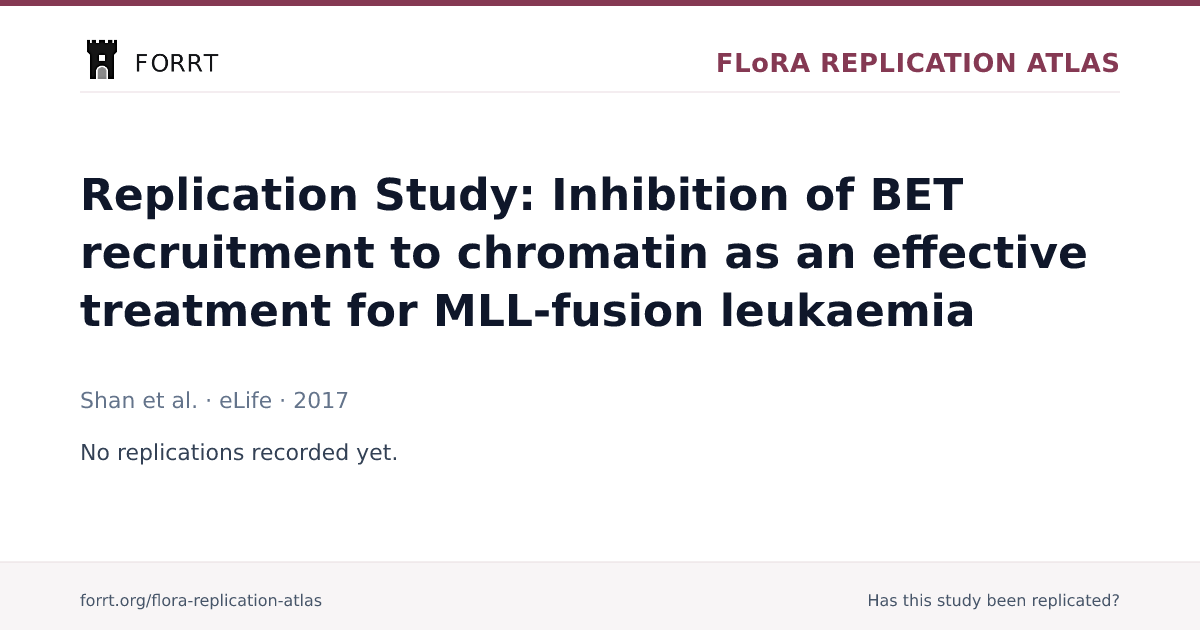 FORRT
FLoRA REPLICATION ATLAS
Replication Study: Inhibition of BET
recruitment to chromatin as an effective
treatment for MLL-fusion leukaemia
Shan et al. · eLife · 2017
No replications recorded yet.
forrt.org/flora-replication-atlas
Has this study been replicated?